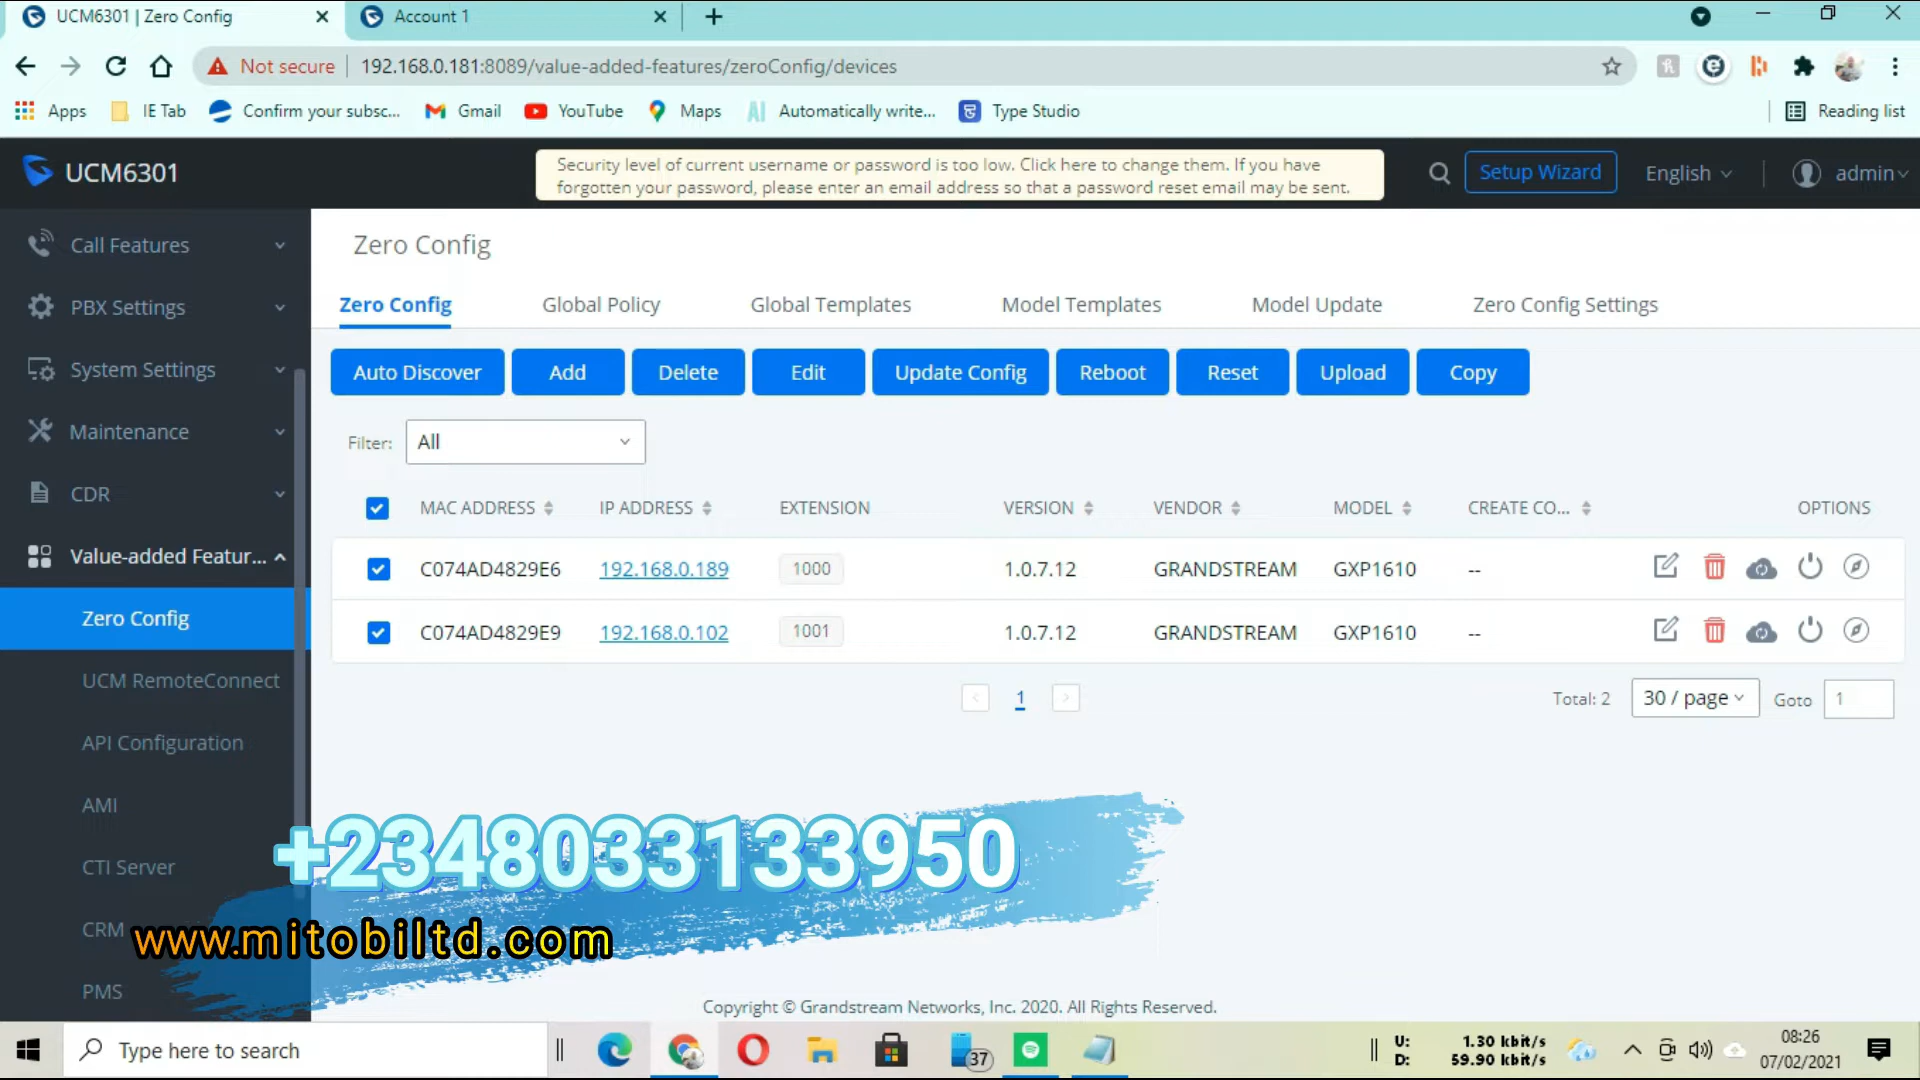 UCM6301 | Zero Config
Account 1
Not secure
192.168.0.181:8089/value-added-features/zeroConfig/devices
Apps
IE Tab
Confirm your subsc...
Gmail
YouTube
Maps
Automatically write...
Type Studio
Reading list
UCM6301
Security level of current username or password is too low. Click here to change them. If you have
forgotten your password, please enter an email address so that a password reset email may be sent.
Setup Wizard
English
admin
Call Features
PBX Settings
System Settings
Maintenance
CDR
Value-added Featur...
Zero Config
UCM RemoteConnect
API Configuration
AMI
CTI Server
CRM
PMS
Zero Config
Zero Config
Global Policy
Global Templates
Model Templates
Model Update
Zero Config Settings
Auto Discover
Add
Delete
Edit
Update Config
Reboot
Reset
Upload
Copy
Filter:
All
MAC ADDRESS
IP ADDRESS
EXTENSION
VERSION
VENDOR
MODEL
CREATE CO...
OPTIONS
C074AD4829E6 192.168.0.189 1000 1.0.7.12 GRANDSTREAM GXP1610 --
C074AD4829E9 192.168.0.102 1001 1.0.7.12 GRANDSTREAM GXP1610 --
< 1 >
Total: 2
30 / page
Goto
1
+2348033133950
www.mitobiltd.com
Copyright © Grandstream Networks, Inc. 2020. All Rights Reserved.
Type here to search
37
U: 1.30 kbit/s
D: 59.90 kbit/s
08:26
07/02/2021